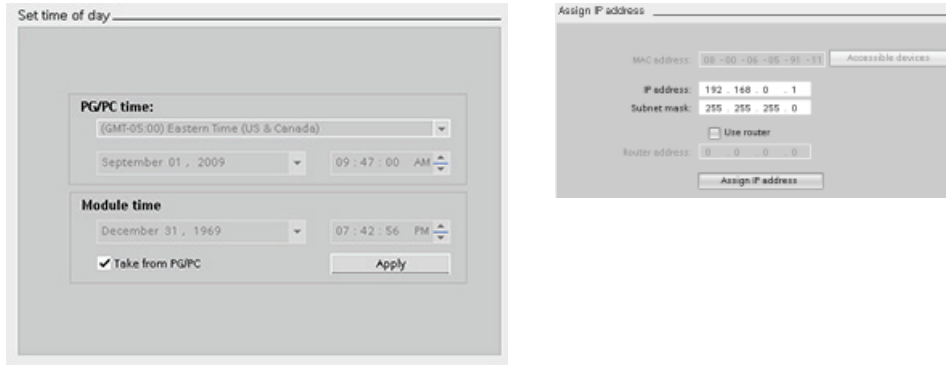 Set time of day
PG/PC time:
(GMT-05:00) Eastern Time (US & Canada)
September 01 , 2009
09 : 47 : 00 AM
Module time
December 31 , 1969
07 : 42 : 56 PM
Take from PG/PC
Apply
Assign IP address
MAC address: 08 - 00 - 06 - 05 - 91 - 11 Accessible devices
IP address: 192 . 168 . 0 . 1
Subnet mask: 255 . 255 . 255 . 0
Use router
Router address: 0 . 0 . 0 . 0
Assign IP address